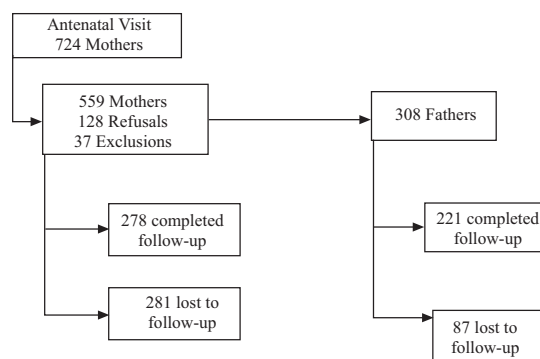 Antenatal Visit
724 Mothers
559 Mothers
128 Refusals
37 Exclusions
308 Fathers
278 completed
follow-up
221 completed
follow-up
281 lost to
follow-up
87 lost to
follow-up